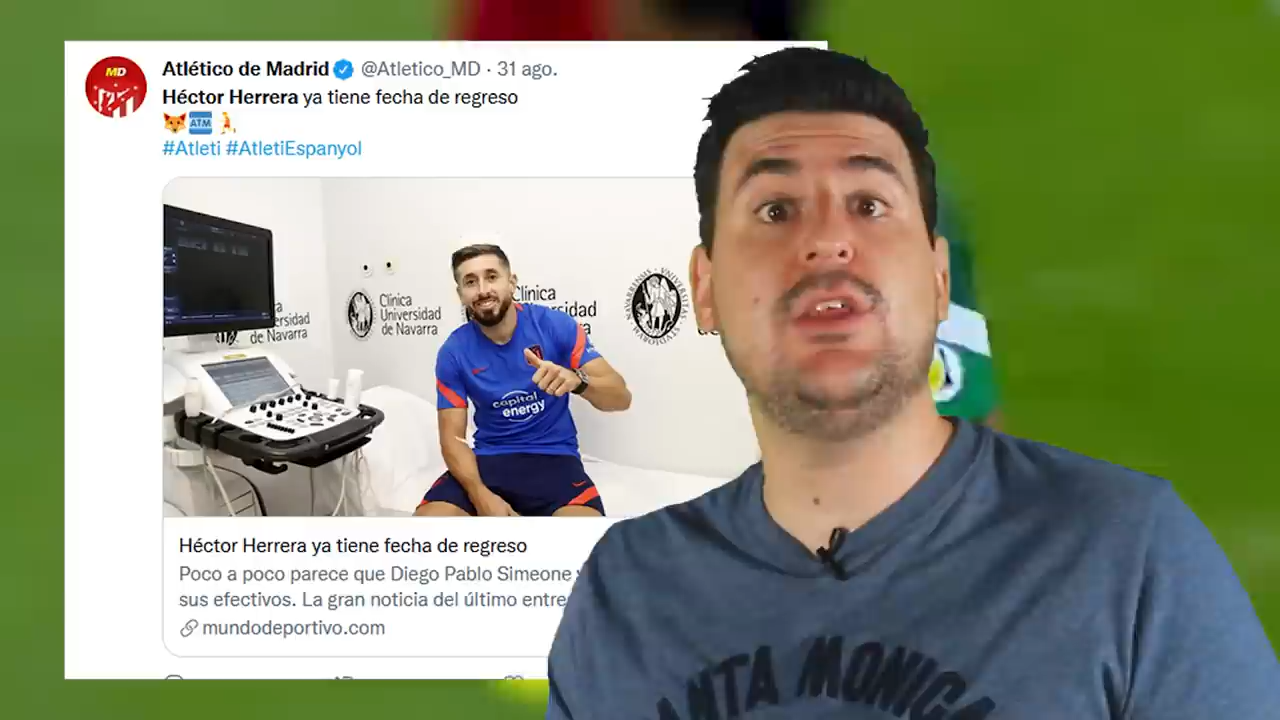 MD
Atlético de Madrid @Atletico_MD · 31 ago.
Héctor Herrera ya tiene fecha de regreso
ATM
#Atleti #AtletiEspanyol
Clínica
Universidad
de Navarra
Clínica
de Navarra
capital
energy
Héctor Herrera ya tiene fecha de regreso
Poco a poco parece que Diego Pablo Simeone
sus efectivos. La gran noticia del último
mundodeportivo.com
MONICA